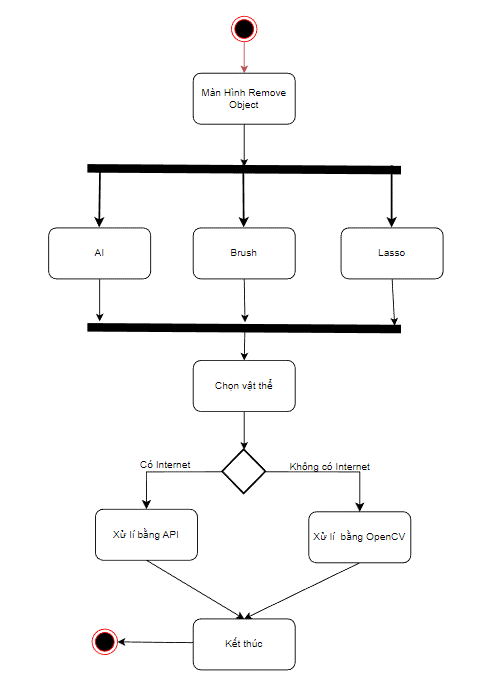 Màn Hình Remove
Object
AI
Brush
Lasso
Chọn vật thể
Có Internet
Không có Internet
Xử lí bằng API
Xử lí bằng OpenCV
Kết thúc